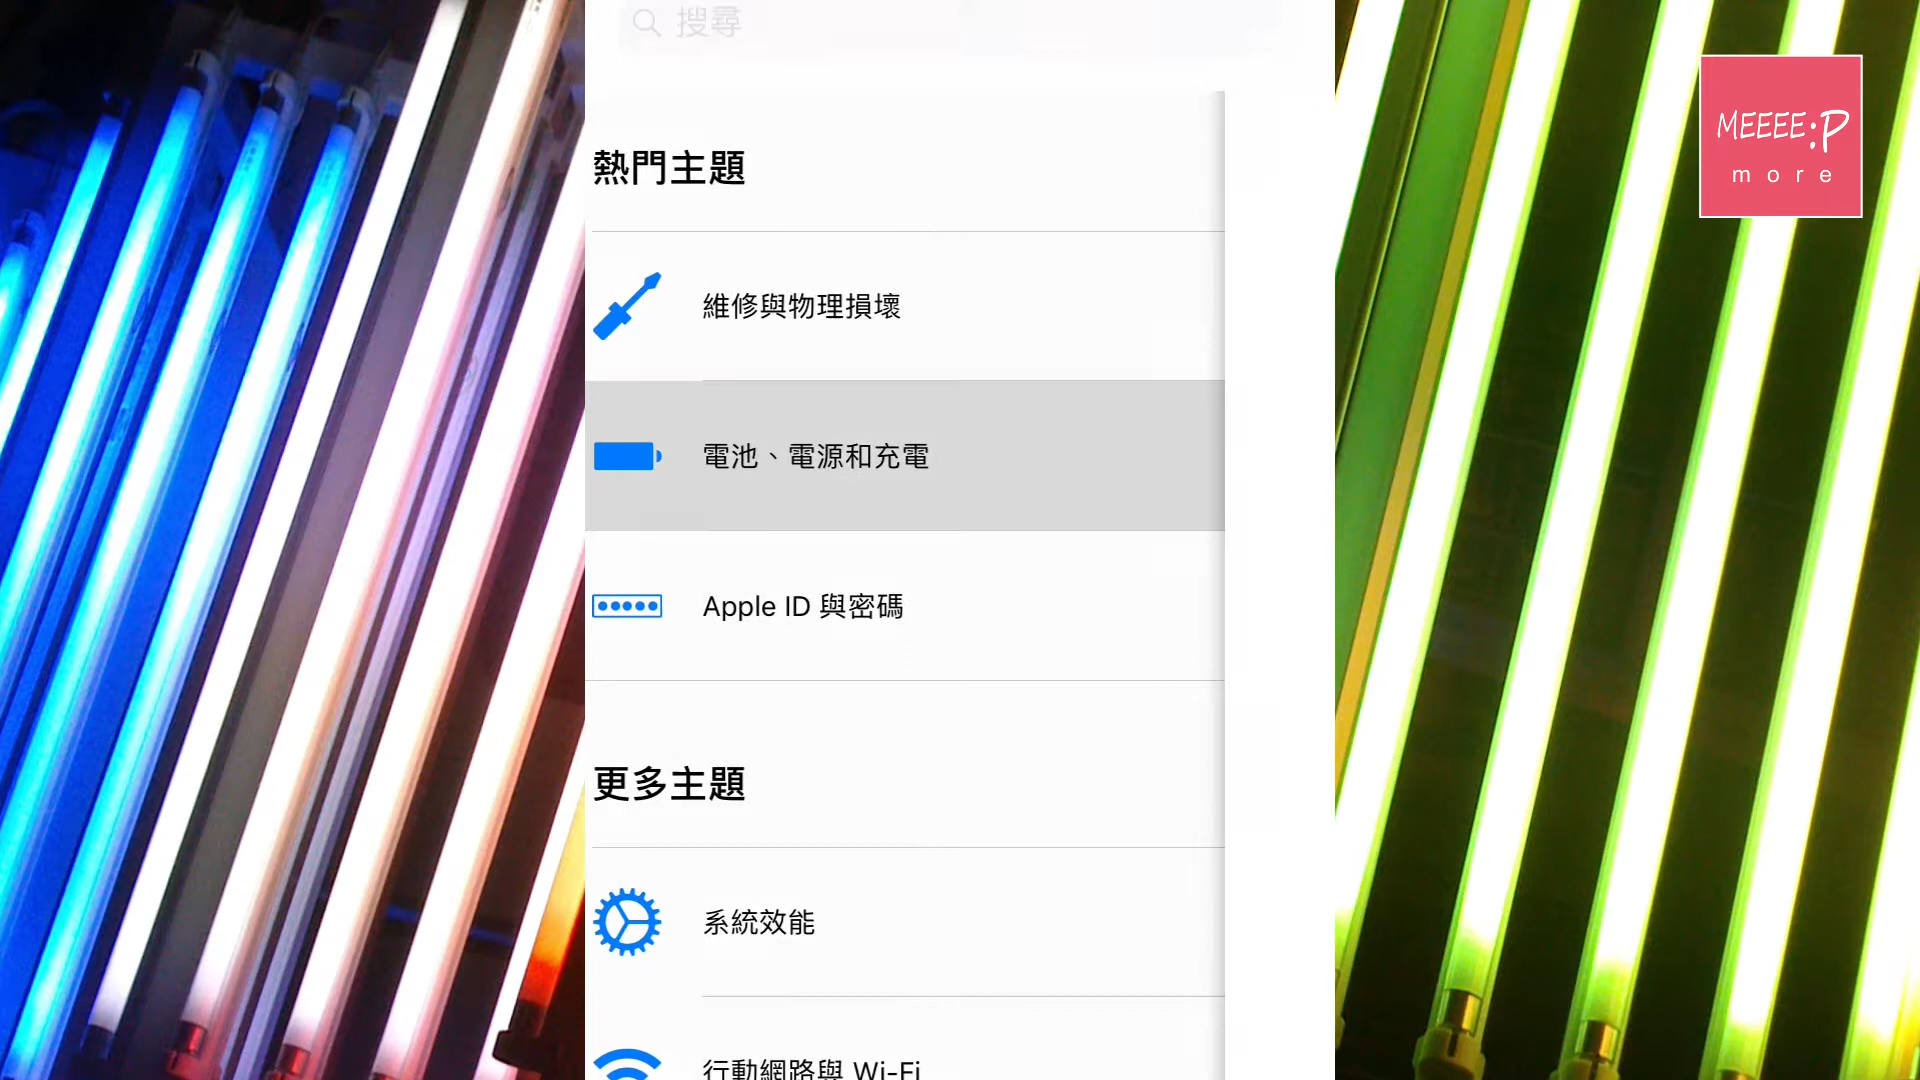 搜尋
熱門主題
維修與物理損壞
電池、電源和充電
Apple ID 與密碼
更多主題
系統效能
行動網路與 Wi-Fi
MEEEE:P
more